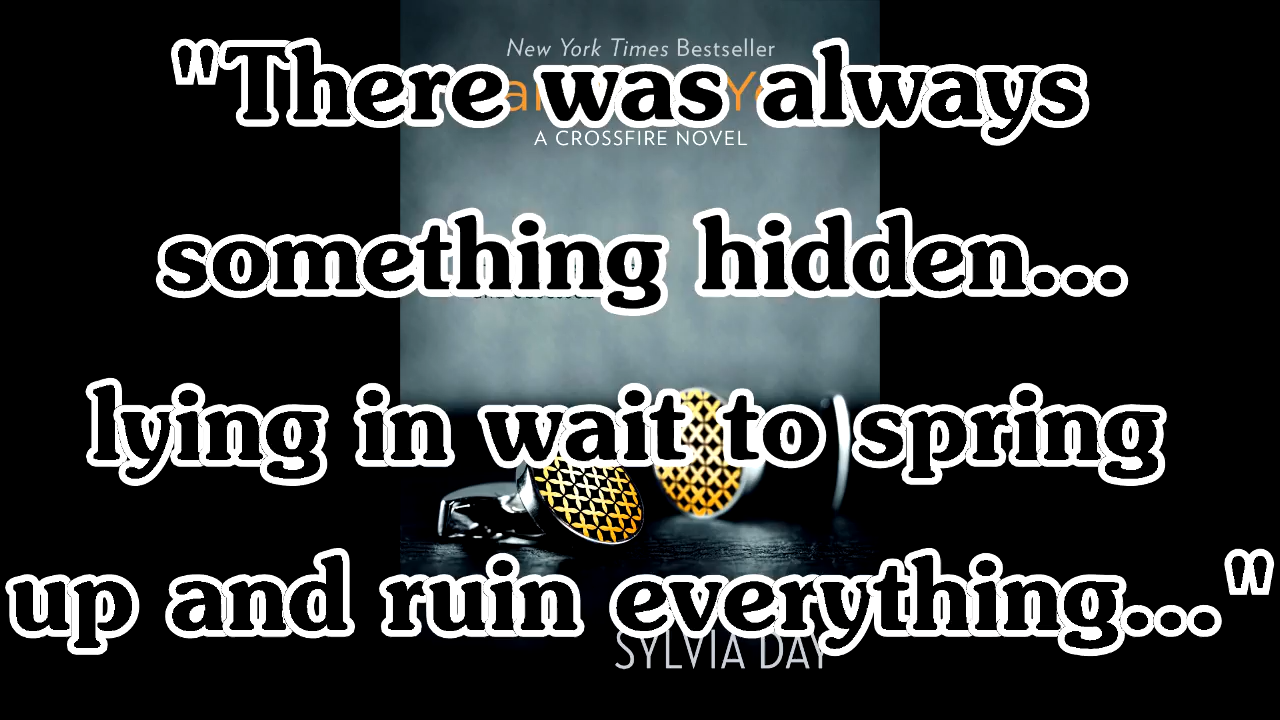 New York Times Bestseller
"There was always
A CROSSFIRE NOVEL
something hidden...
lying in wait to spring
up and ruin everything..."
SYLVIA DAY